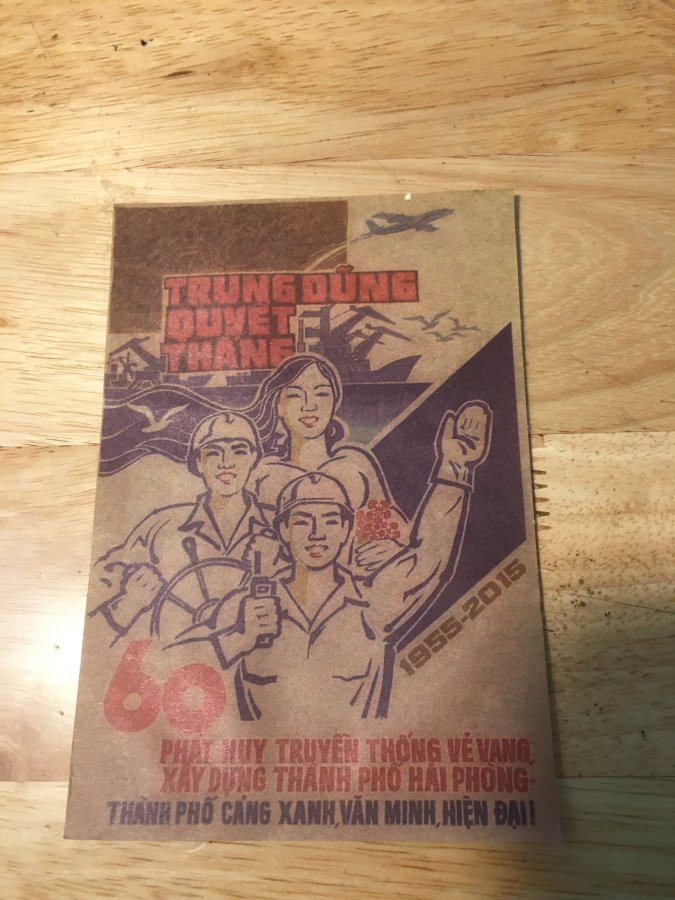 TRUNG DŨNG
QUYẾT
THẮNG
1955-2015
60
PHÁT HUY TRUYỀN THỐNG VẺ VANG,
XÂY DỰNG THÀNH PHỐ HẢI PHÒNG-
THÀNH PHỐ CẢNG XANH, VĂN MINH, HIỆN ĐẠI!